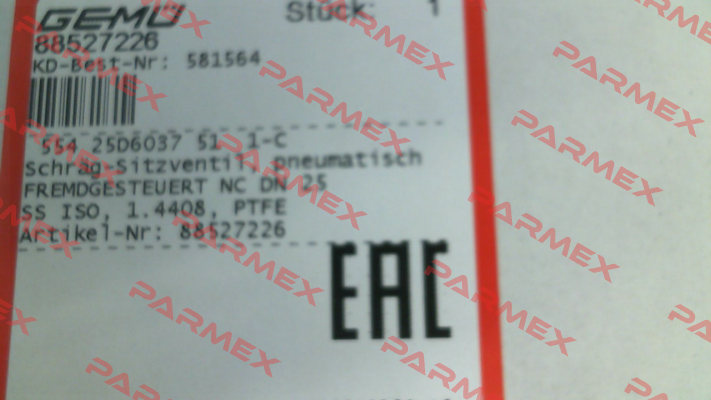 GEMÜ
Stück: 1
88527226
KD-Best-Nr: 581564
554 25D6037 51 1-C
Schräg-Sitzventil, pneumatisch
FREMDGESTEUERT NC DN 25
SS ISO, 1.4408, PTFE
Artikel-Nr: 88527226
EAC
PARMEX